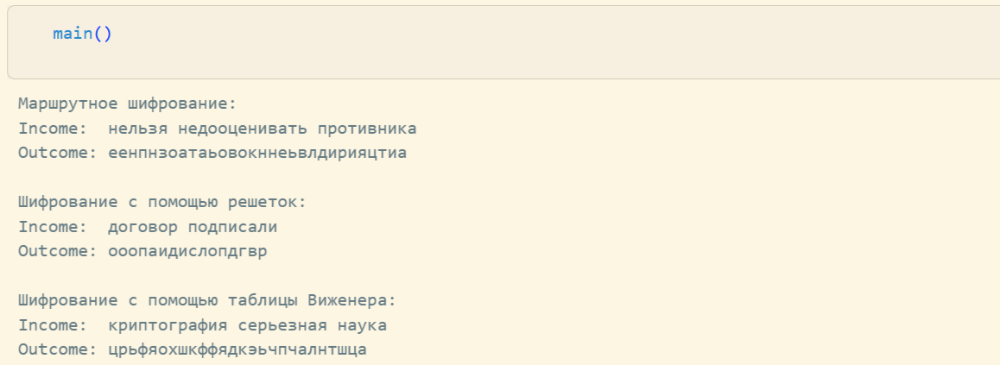 main()
Маршрутное шифрование:
Income:  нельзя недооценивать противника
Outcome: еенпнзоатаьовокннеьвлдирияцтиа
Шифрование с помощью решеток:
Income:  договор подписали
Outcome: ооопаидислопдгвр
Шифрование с помощью таблицы Виженера:
Income:  криптография серьезная наука
Outcome: црьфяохшкффядкэьчпчалнтшца